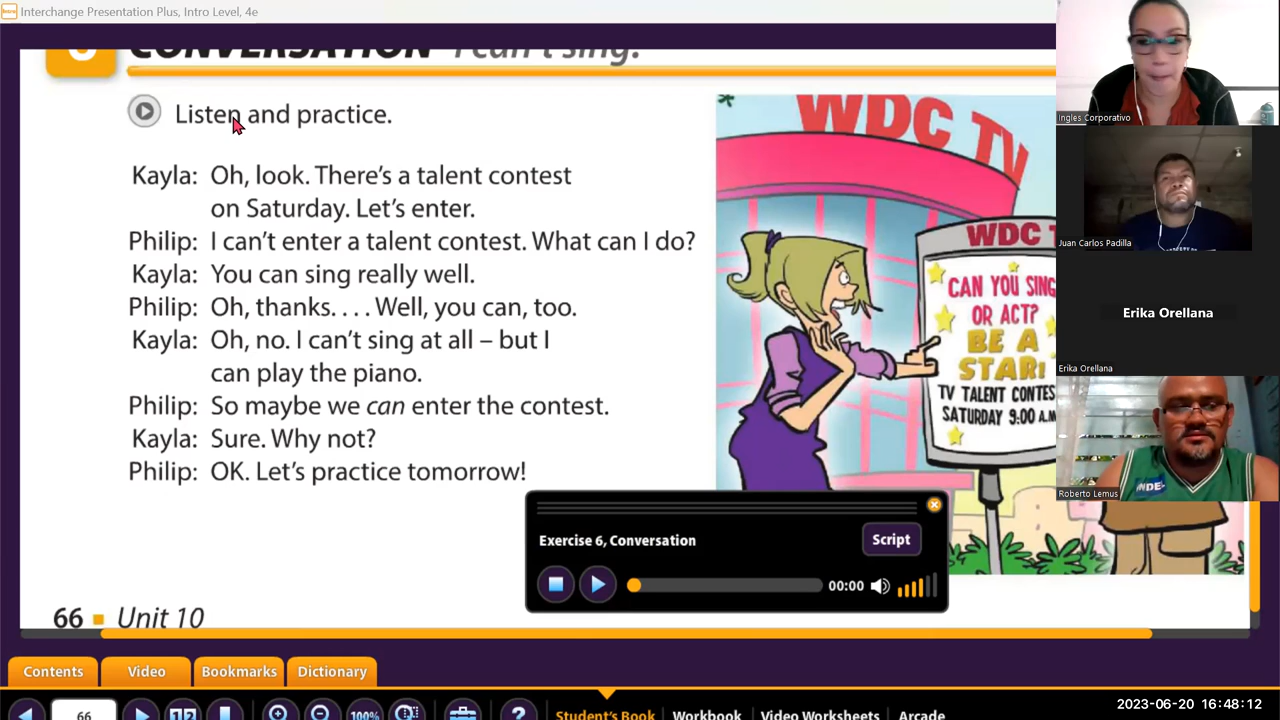 Interchange Presentation Plus, Intro Level, 4e
CONVERSATION I can't sing.
Listen and practice.
Kayla: Oh, look. There's a talent contest
on Saturday. Let's enter.
Philip: I can't enter a talent contest. What can I do?
Kayla: You can sing really well.
Philip: Oh, thanks. . . . Well, you can, too.
Kayla: Oh, no. I can't sing at all – but I
can play the piano.
Philip: So maybe we can enter the contest.
Kayla: Sure. Why not?
Philip: OK. Let's practice tomorrow!
WDC TV
WDC T
CAN YOU SING
OR ACT?
BE A
STAR!
TV TALENT CONTES
SATURDAY 9:00 A.M
Exercise 6, Conversation
Script
00:00
66 Unit 10
Ingles Corporativo
Juan Carlos Padilla
Erika Orellana
Erika Orellana
INDE
Roberto Lemus
Contents Video Bookmarks Dictionary
66 1 2 100% ? Student's Book Workbook Video Worksheets Arcade
2023-06-20 16:48:12